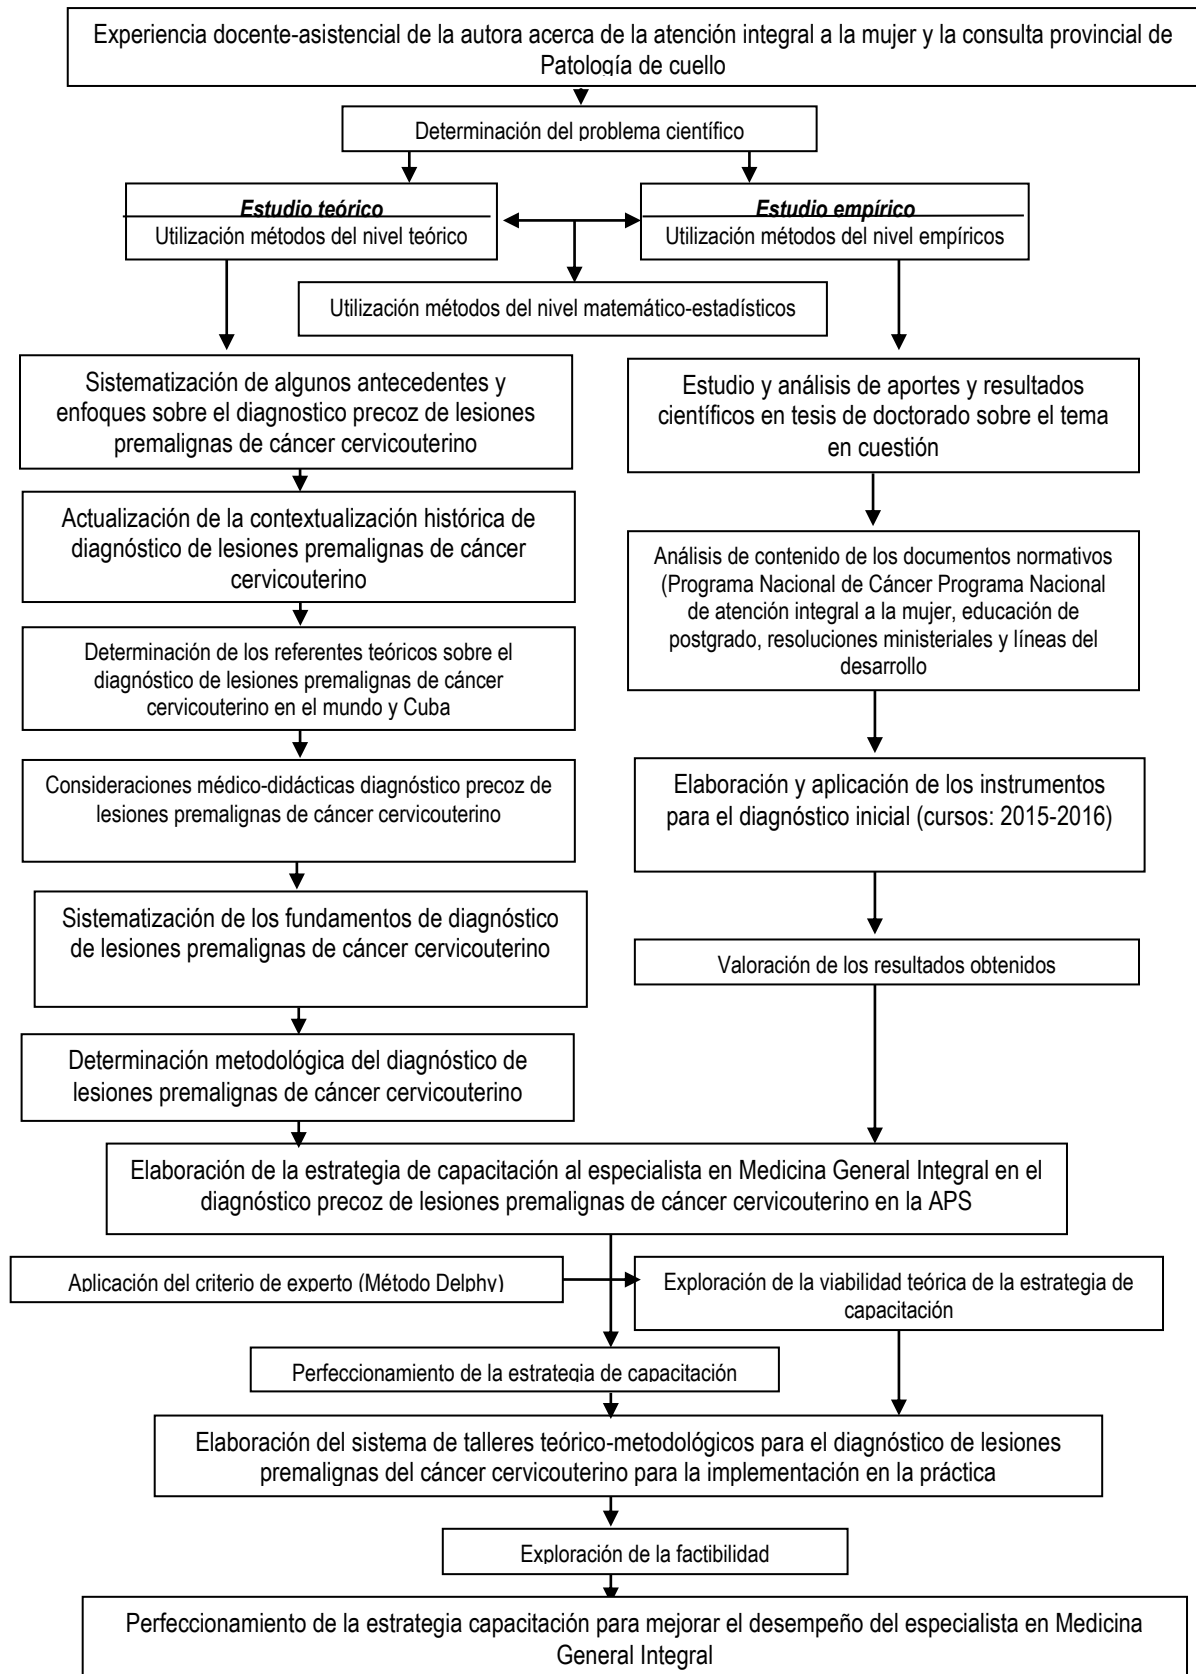 Experiencia docente-asistencial de la autora acerca de la atención integral a la mujer y la consulta provincial de
Patología de cuello
Determinación del problema científico
Estudio teórico
Utilización métodos del nivel teórico
Estudio empírico
Utilización métodos del nivel empíricos
Utilización métodos del nivel matemático-estadísticos
Sistematización de algunos antecedentes y
enfoques sobre el diagnostico precoz de lesiones
premalignas de cáncer cervicouterino
Estudio y análisis de aportes y resultados
científicos en tesis de doctorado sobre el tema
en cuestión
Actualización de la contextualización histórica de
diagnóstico de lesiones premalignas de cáncer
cervicouterino
Análisis de contenido de los documentos normativos
(Programa Nacional de Cáncer Programa Nacional
de atención integral a la mujer, educación de
postgrado, resoluciones ministeriales y líneas del
desarrollo
Determinación de los referentes teóricos sobre el
diagnóstico de lesiones premalignas de cáncer
cervicouterino en el mundo y Cuba
Consideraciones médico-didácticas diagnóstico precoz de
lesiones premalignas de cáncer cervicouterino
Elaboración y aplicación de los instrumentos
para el diagnóstico inicial (cursos: 2015-2016)
Sistematización de los fundamentos de diagnóstico
de lesiones premalignas de cáncer cervicouterino
Valoración de los resultados obtenidos
Determinación metodológica del diagnóstico de
lesiones premalignas de cáncer cervicouterino
Elaboración de la estrategia de capacitación al especialista en Medicina General Integral en el
diagnóstico precoz de lesiones premalignas de cáncer cervicouterino en la APS
Aplicación del criterio de experto (Método Delphy)
Exploración de la viabilidad teórica de la estrategia de
capacitación
Perfeccionamiento de la estrategia de capacitación
Elaboración del sistema de talleres teórico-metodológicos para el diagnóstico de lesiones
premalignas del cáncer cervicouterino para la implementación en la práctica
Exploración de la factibilidad
Perfeccionamiento de la estrategia capacitación para mejorar el desempeño del especialista en Medicina
General Integral